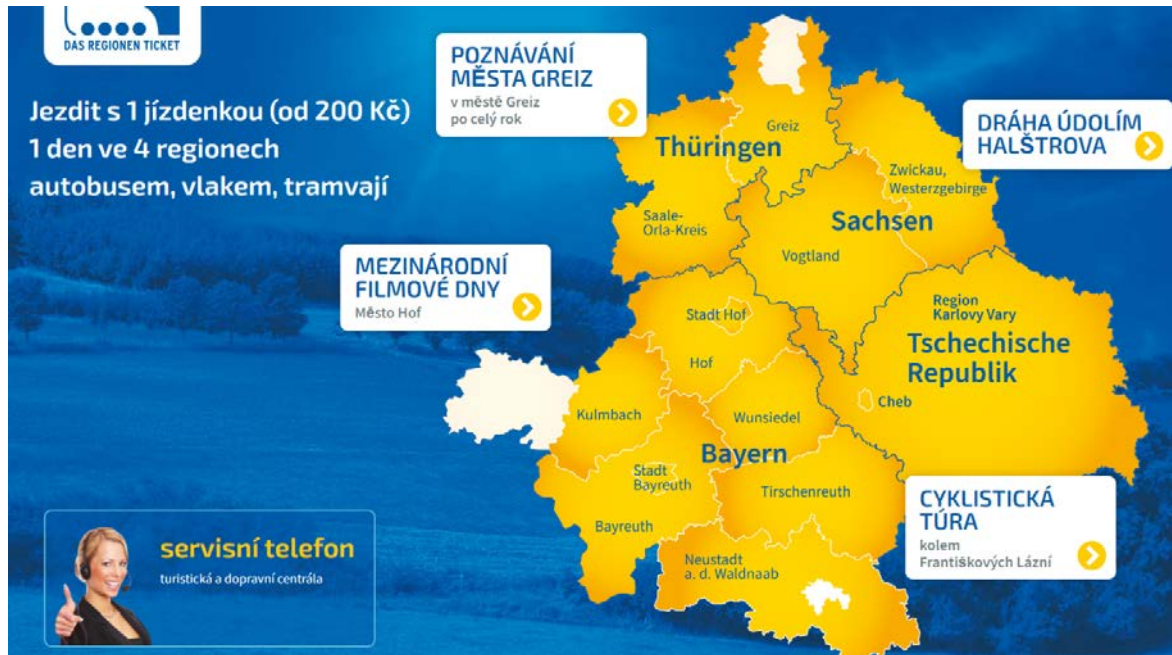 DAS REGIONEN TICKET
Jezdit s 1 jízdenkou (od 200 Kč)
1 den ve 4 regionech
autobusem, vlakem, tramvají
POZNÁVÁNÍ
MĚSTA GREIZ
v městě Greiz
po celý rok
DRÁHA ÚDOLÍM
HALŠTROVA
MEZINÁRODNÍ
FILMOVÉ DNY
Město Hof
Greiz
Thüringen
Zwickau,
Westerzgebirge
Saale-
Orla-Kreis
Sachsen
Vogtland
Region
Karlovy Vary
Tschechische
Republik
Cheb
Stadt Hof
Hof
Kulmbach
Wunsiedel
Bayern
Stadt
Bayreuth
Tirschenreuth
Bayreuth
Neustadt
a. d. Waldnaab
CYKLISTICKÁ
TÚRA
kolem
Františkových Lázní
servisní telefon
turistická a dopravní centrála